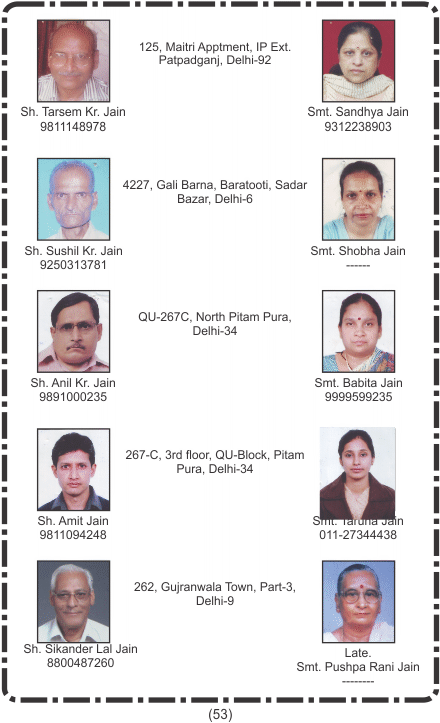 125, Maitri Apptment, IP Ext.
Patpadganj, Delhi-92
Sh. Tarsem Kr. Jain
9811148978
Smt. Sandhya Jain
9312238903
4227, Gali Barna, Baratooti, Sadar
Bazar, Delhi-6
Sh. Sushil Kr. Jain
9250313781
Smt. Shobha Jain
------
QU-267C, North Pitam Pura,
Delhi-34
Sh. Anil Kr. Jain
9891000235
Smt. Babita Jain
9999599235
267-C, 3rd floor, QU-Block, Pitam
Pura, Delhi-34
Sh. Amit Jain
9811094248
Smt. Taruna Jain
011-27344438
262, Gujranwala Town, Part-3,
Delhi-9
Sh. Sikander Lal Jain
8800487260
Late.
Smt. Pushpa Rani Jain
--------
(53)